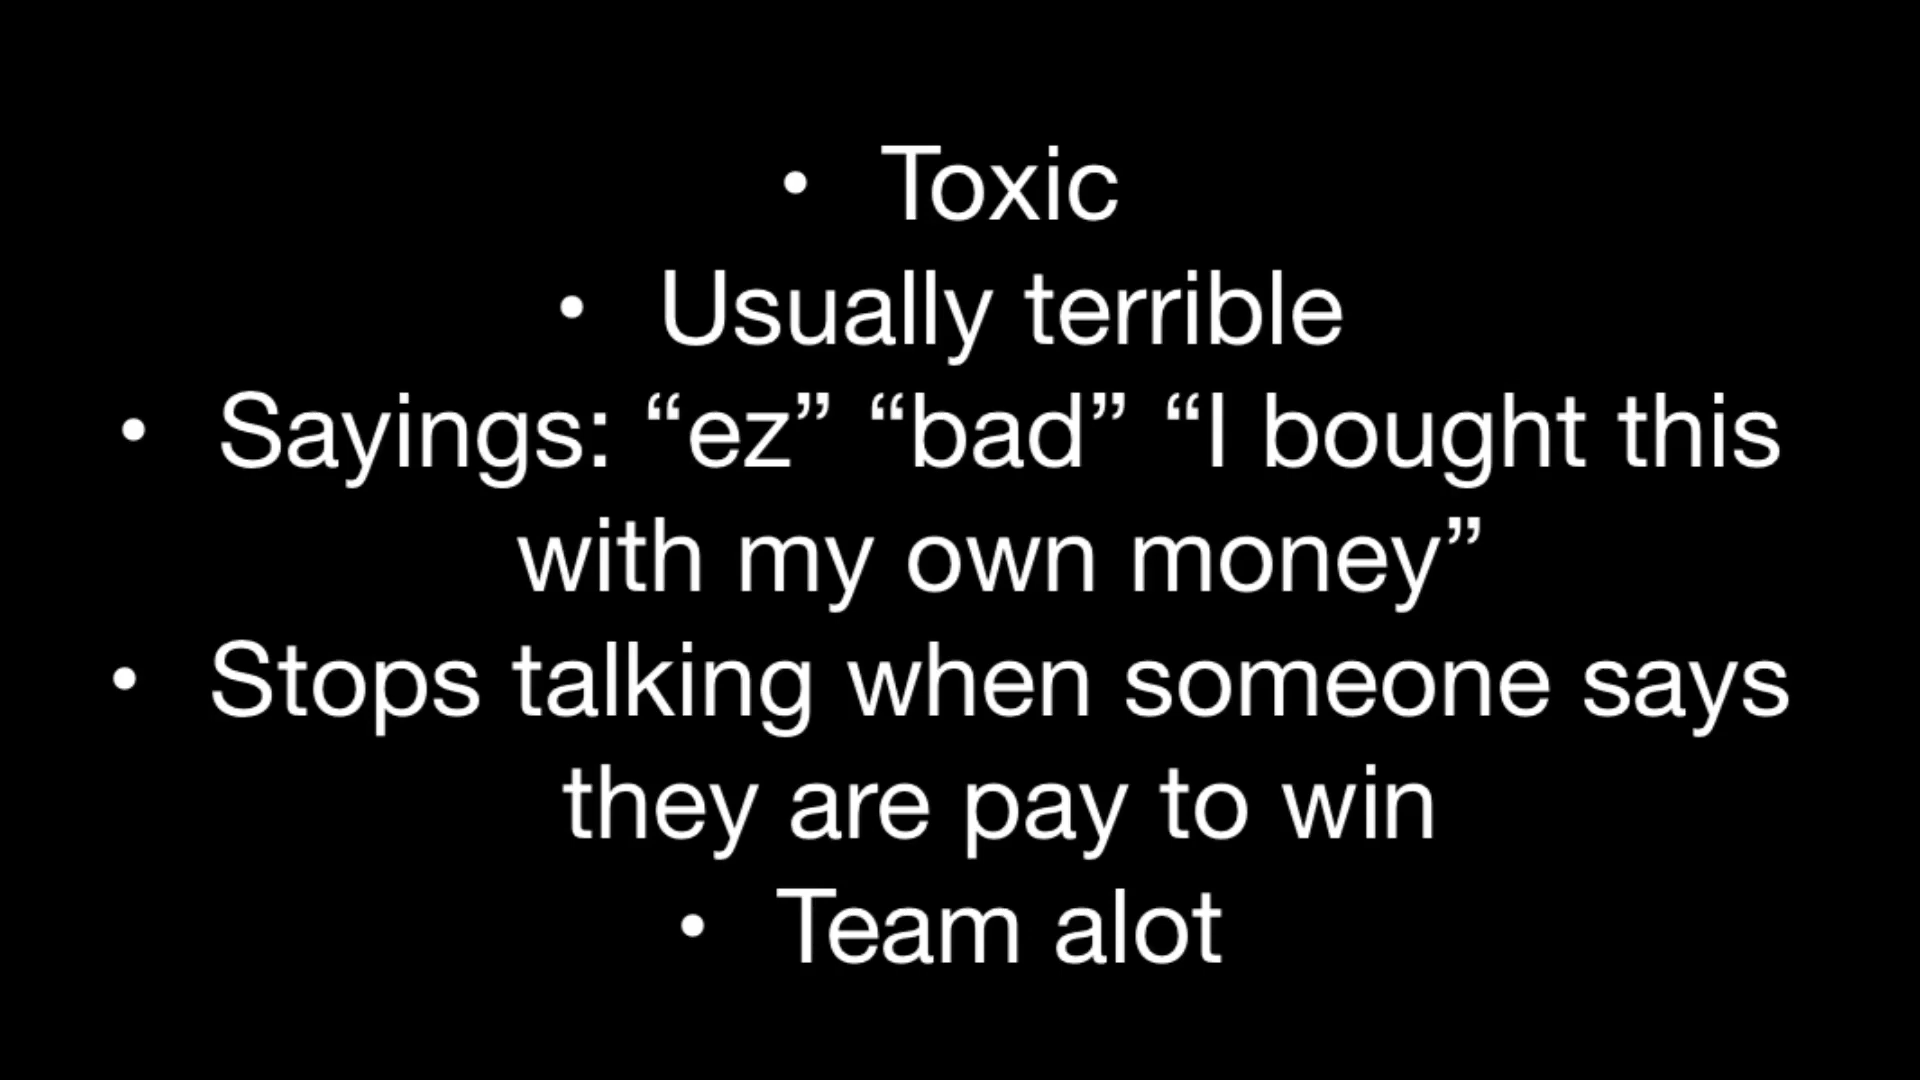 • Toxic
• Usually terrible
• Sayings: “ez” “bad” “I bought this
with my own money”
• Stops talking when someone says
they are pay to win
• Team alot